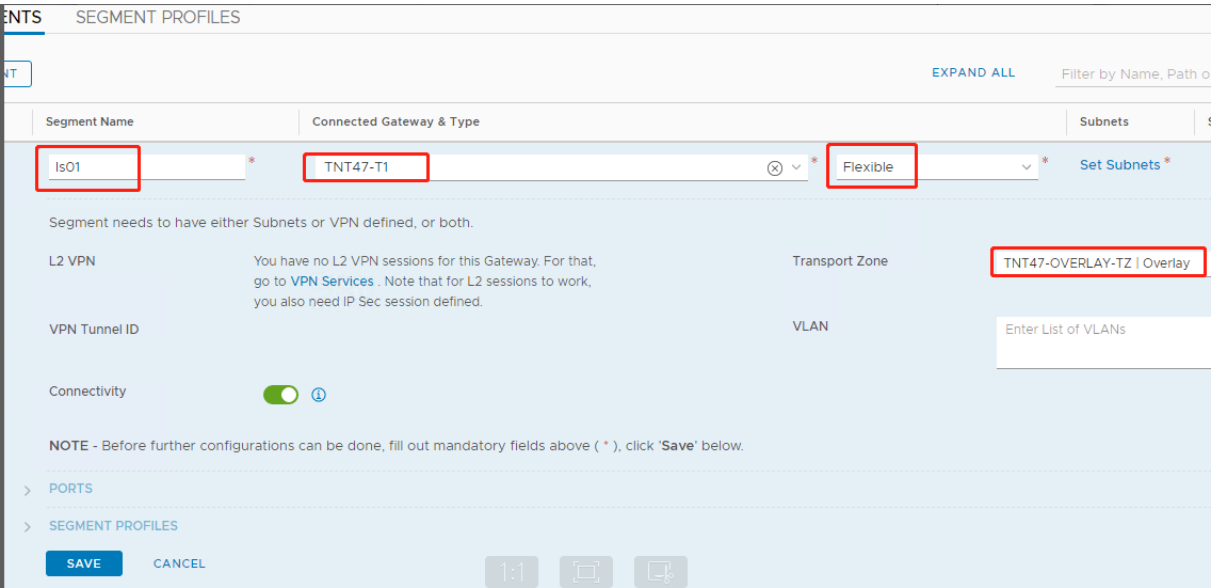 ENTS SEGMENT PROFILES
NT EXPAND ALL Filter by Name, Path o
Segment Name Connected Gateway & Type Subnets S
ls01 * TNT47-T1 * Flexible * Set Subnets *
Segment needs to have either Subnets or VPN defined, or both.
L2 VPN You have no L2 VPN sessions for this Gateway. For that, Transport Zone TNT47-OVERLAY-TZ | Overlay
go to VPN Services . Note that for L2 sessions to work,
you also need IP Sec session defined.
VPN Tunnel ID VLAN Enter List of VLANs
Connectivity
NOTE - Before further configurations can be done, fill out mandatory fields above ( * ), click 'Save' below.
PORTS
SEGMENT PROFILES
SAVE CANCEL 1:1